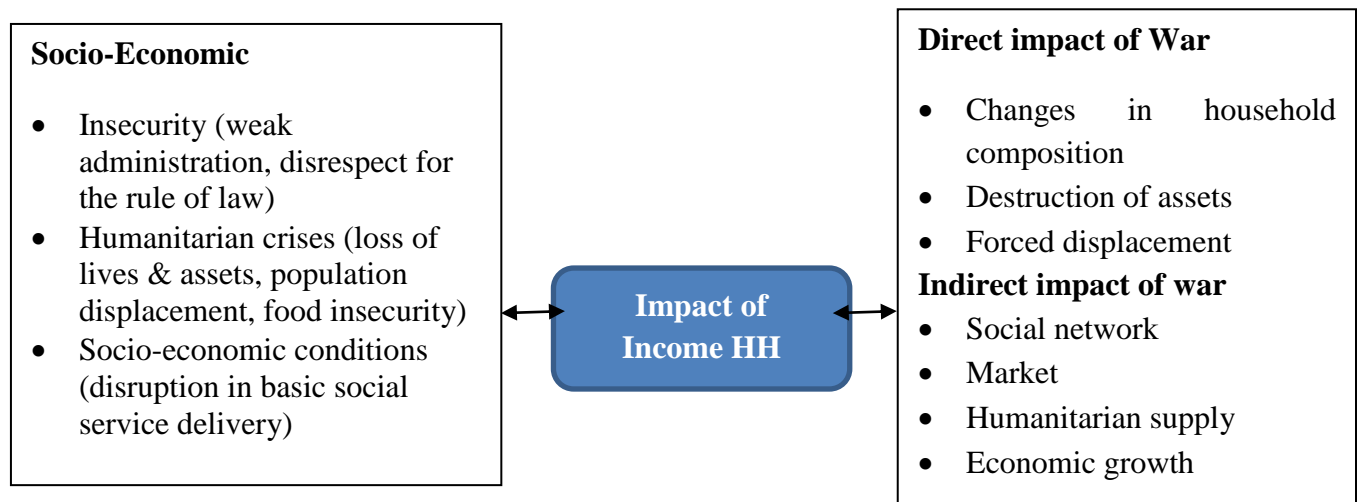 Socio-Economic
• Insecurity (weak
administration, disrespect for
the rule of law)
• Humanitarian crises (loss of
lives & assets, population
displacement, food insecurity)
• Socio-economic conditions
(disruption in basic social
service delivery)
Impact of
Income HH
Direct impact of War
• Changes in household
composition
• Destruction of assets
• Forced displacement
Indirect impact of war
• Social network
• Market
• Humanitarian supply
• Economic growth